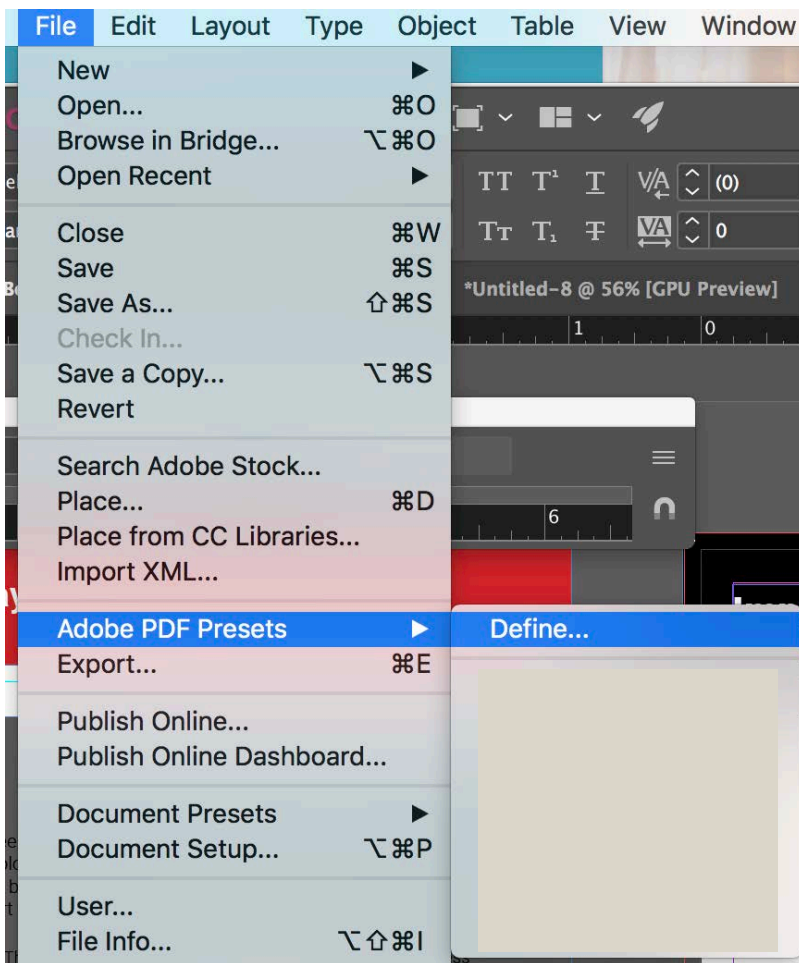 File Edit Layout Type Object Table View Window
New ▶
Open... ⌘O
Browse in Bridge... ⌥⌘O
Open Recent ▶
TT T¹ T V/A (0)
Close ⌘W
Tт T₁ T VA 0
Save ⌘S
*Untitled-8 @ 56% [GPU Preview]
Save As... ⇧⌘S
Check In...
1 0
Save a Copy... ⌥⌘S
Revert
Search Adobe Stock...
Place... ⌘D
6
Place from CC Libraries...
Import XML...
Adobe PDF Presets ▶
Define...
Export... ⌘E
Publish Online...
Publish Online Dashboard...
Document Presets ▶
Document Setup... ⌥⌘P
User...
File Info... ⌥⇧⌘I